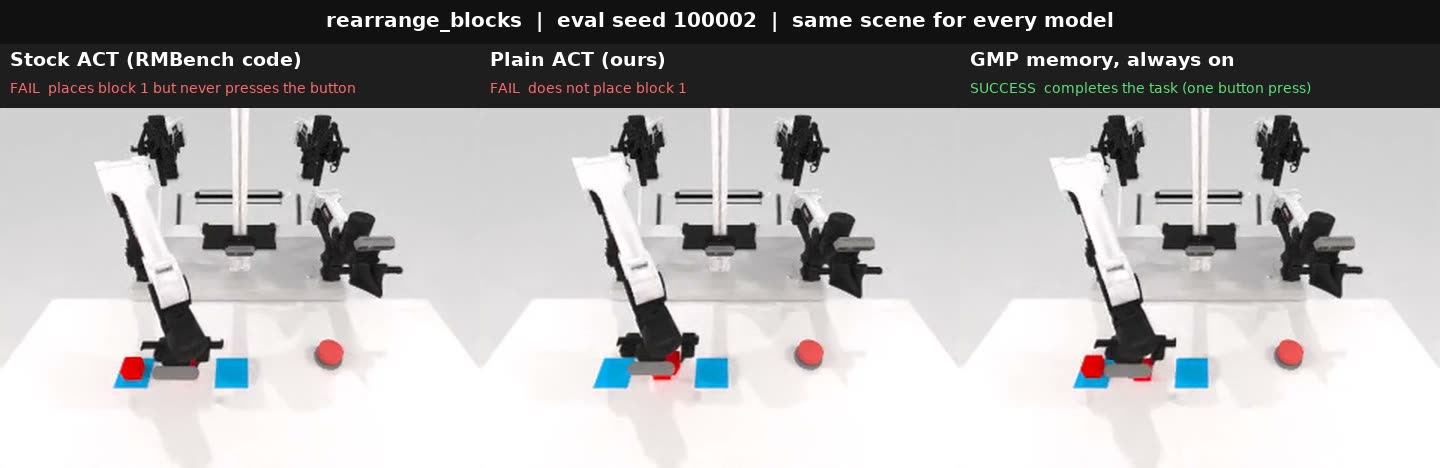 rearrange_blocks | eval seed 100002 | same scene for every model
Stock ACT (RMBench code)
FAIL places block 1 but never presses the button
Plain ACT (ours)
FAIL does not place block 1
GMP memory, always on
SUCCESS completes the task (one button press)